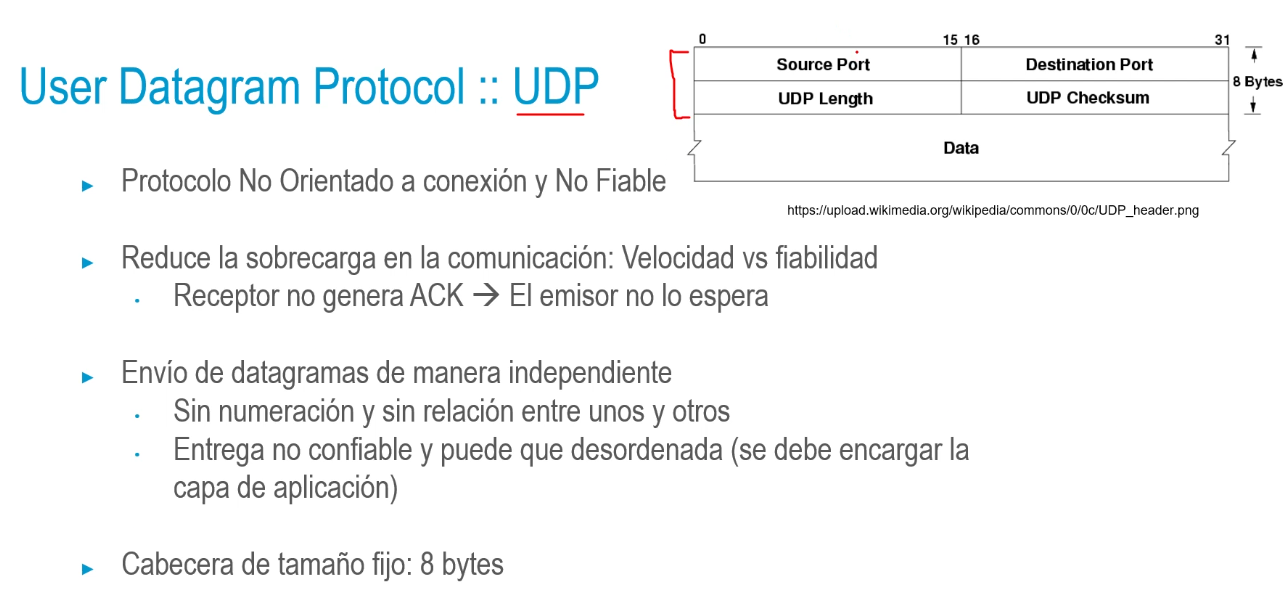 0 15 16 31
User Datagram Protocol :: UDP
Source Port Destination Port
8 Bytes
UDP Length UDP Checksum
Data
https://upload.wikimedia.org/wikipedia/commons/0/0c/UDP_header.png
► Protocolo No Orientado a conexión y No Fiable
► Reduce la sobrecarga en la comunicación: Velocidad vs fiabilidad
· Receptor no genera ACK → El emisor no lo espera
► Envío de datagramas de manera independiente
· Sin numeración y sin relación entre unos y otros
· Entrega no confiable y puede que desordenada (se debe encargar la
capa de aplicación)
► Cabecera de tamaño fijo: 8 bytes